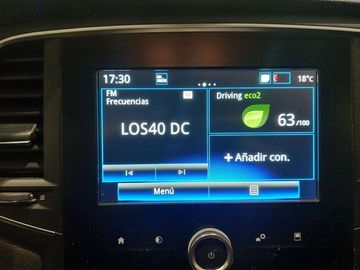 17:30
18°c
FM
Frecuencias
Driving eco2
LOS40 DC
63/100
+ Añadir con.
Menú